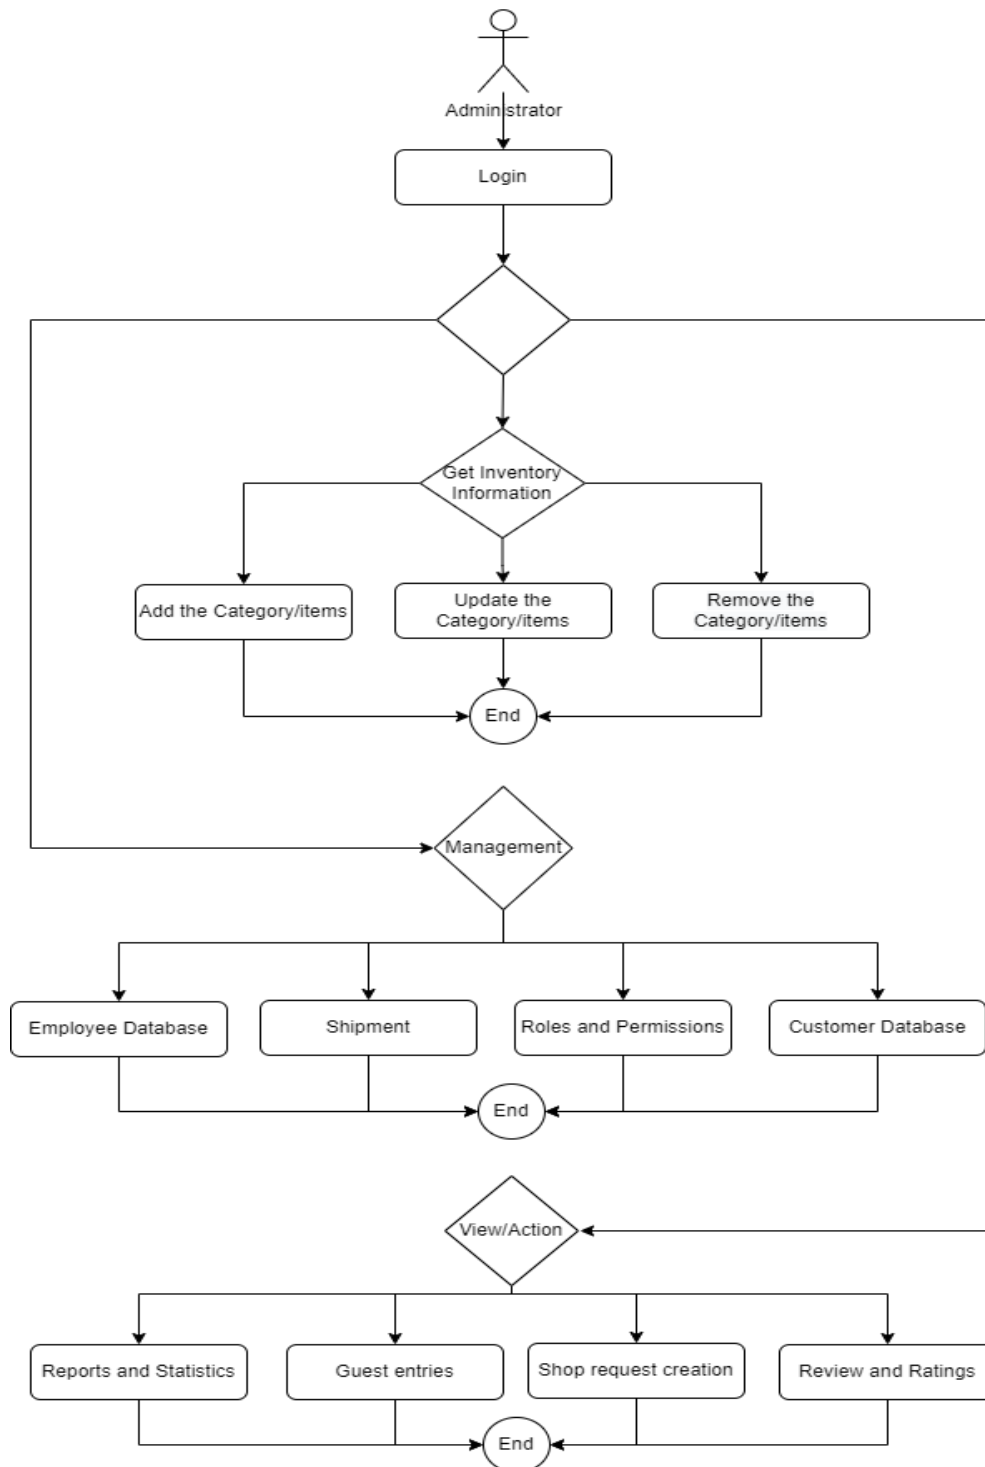 Administrator
Login
Get Inventory
Information
Add the Category/items
Update the
Category/items
Remove the
Category/items
End
Management
Employee Database
Shipment
Roles and Permissions
Customer Database
End
View/Action
Reports and Statistics
Guest entries
Shop request creation
Review and Ratings
End